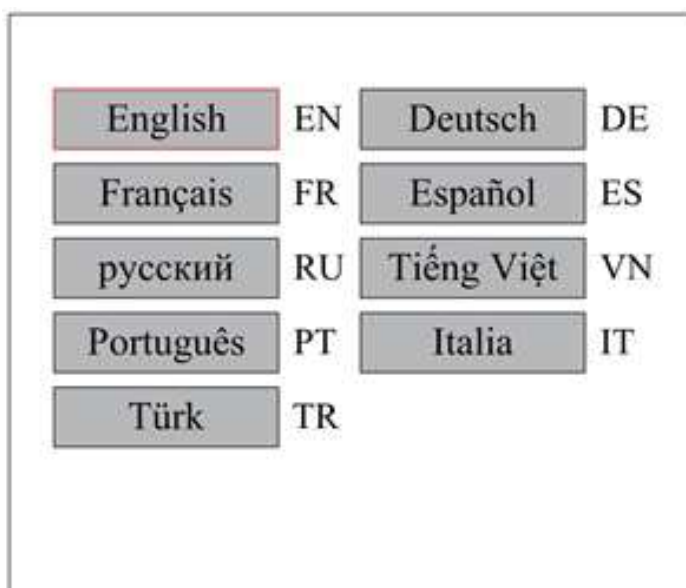 English EN Deutsch DE
Français FR Español ES
русский RU Tiếng Việt VN
Português PT Italia IT
Türk TR